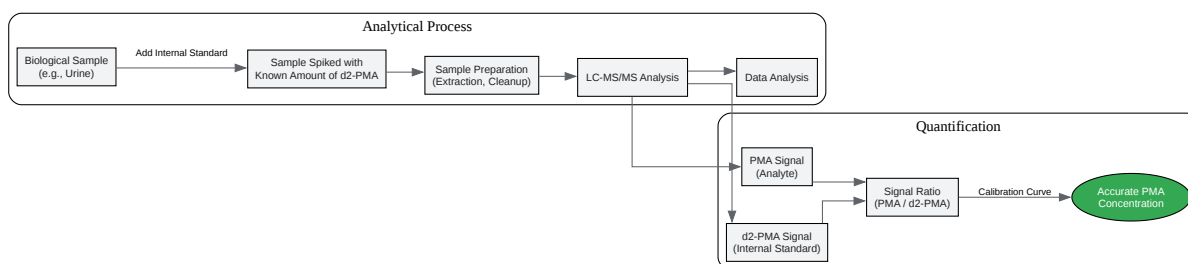 Analytical Process
Biological Sample
(e.g., Urine)
Add Internal Standard
Sample Spiked with
Known Amount of d2-PMA
Sample Preparation
(Extraction, Cleanup)
LC-MS/MS Analysis
Data Analysis
Quantification
PMA Signal
(Analyte)
d2-PMA Signal
(Internal Standard)
Signal Ratio
(PMA / d2-PMA)
Calibration Curve
Accurate PMA
Concentration